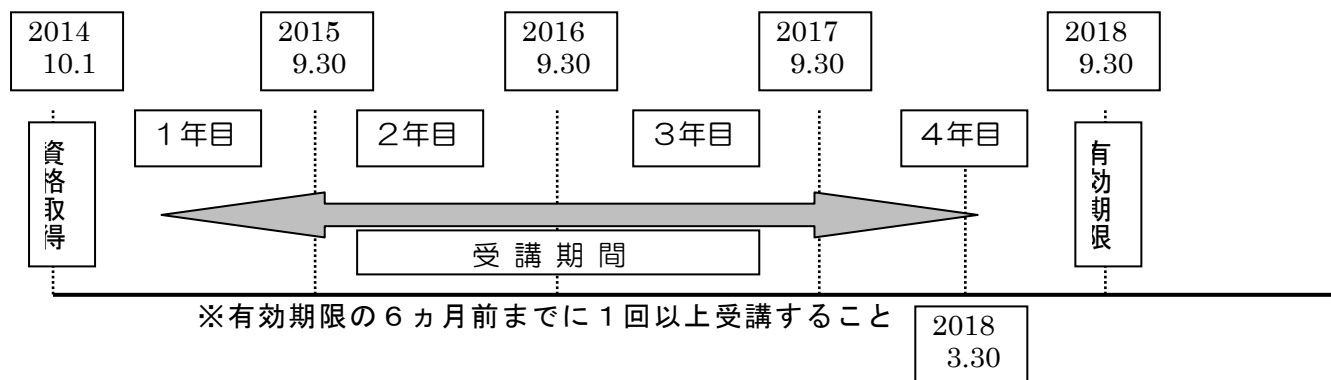 2014
10.1
2015
9.30
2016
9.30
2017
9.30
2018
9.30
１年目
２年目
３年目
４年目
資格取得
有効期限
受講期間
※有効期限の６ヵ月前までに１回以上受講すること
2018
3.30